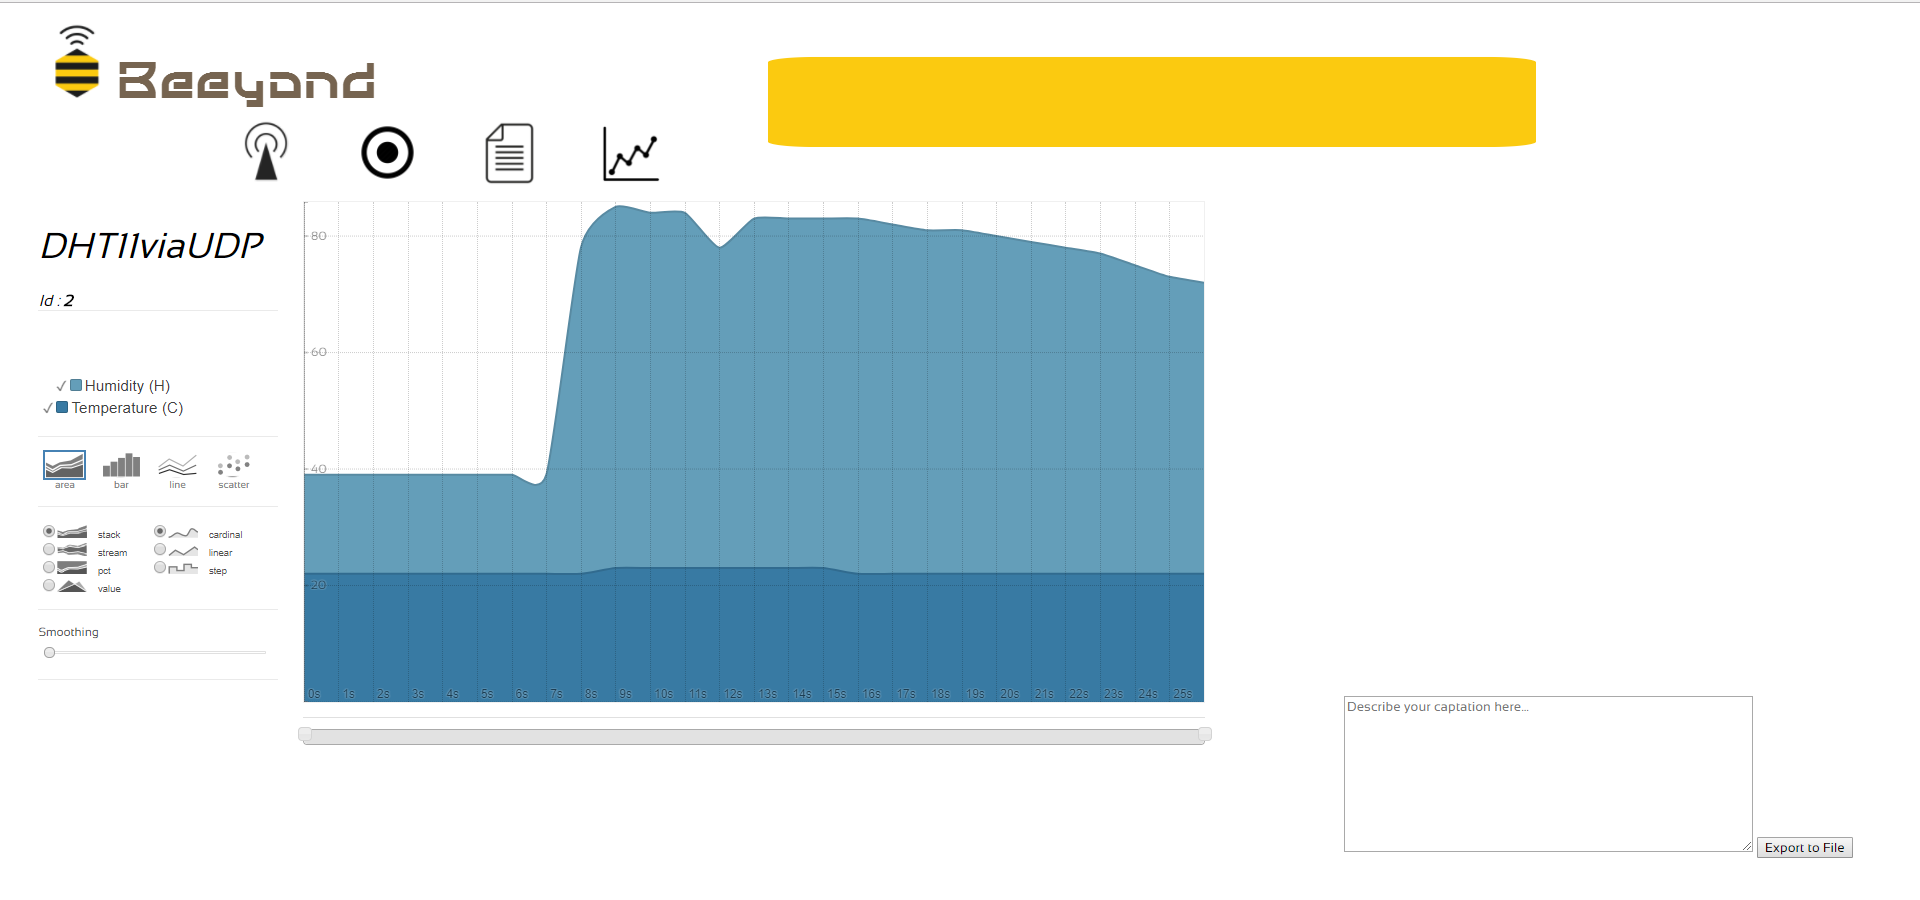 Beeyond
DHT11viaUDP
Id : 2
Humidity (H)
Temperature (C)
area bar line scatter
stack cardinal
stream linear
pct step
value
Smoothing
80
60
40
20
0s 1s 2s 3s 4s 5s 6s 7s 8s 9s 10s 11s 12s 13s 14s 15s 16s 17s 18s 19s 20s 21s 22s 23s 24s 25s
Describe your captation here...
Export to File